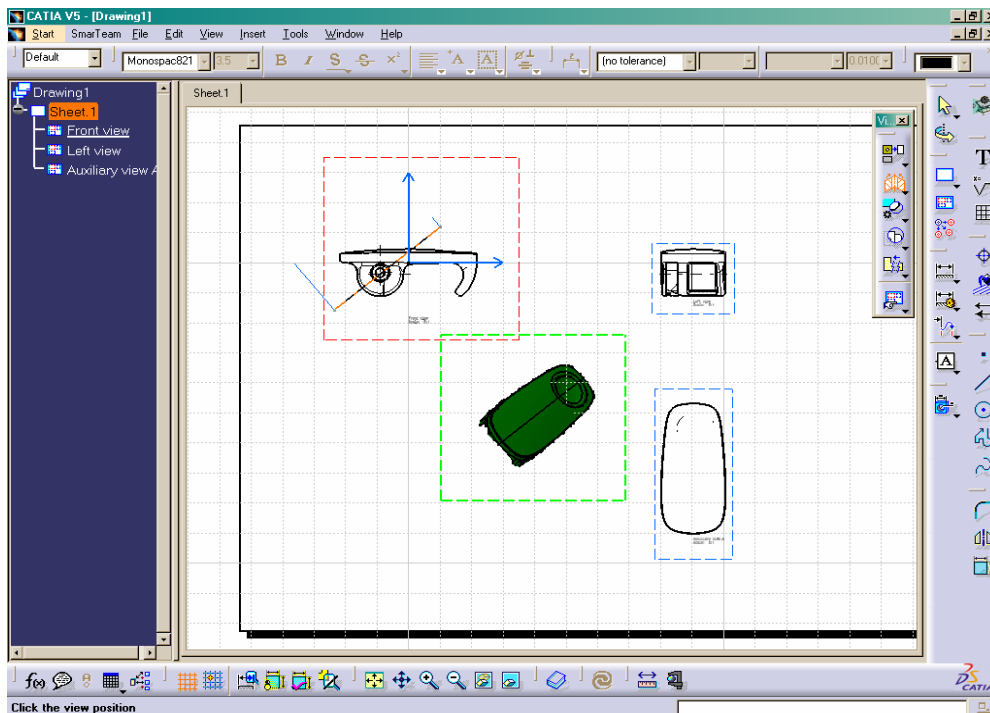 CATIA V5 - [Drawing1]
Start SmarTeam File Edit View Insert Tools Window Help
Default Monospac821 3.5 B I S S x² A A (no tolerance) 0.010
Drawing1
Sheet.1
Front view
Left view
Auxiliary view A
Sheet.1
Vi...
T
A
f(x)
CATIA
Click the view position